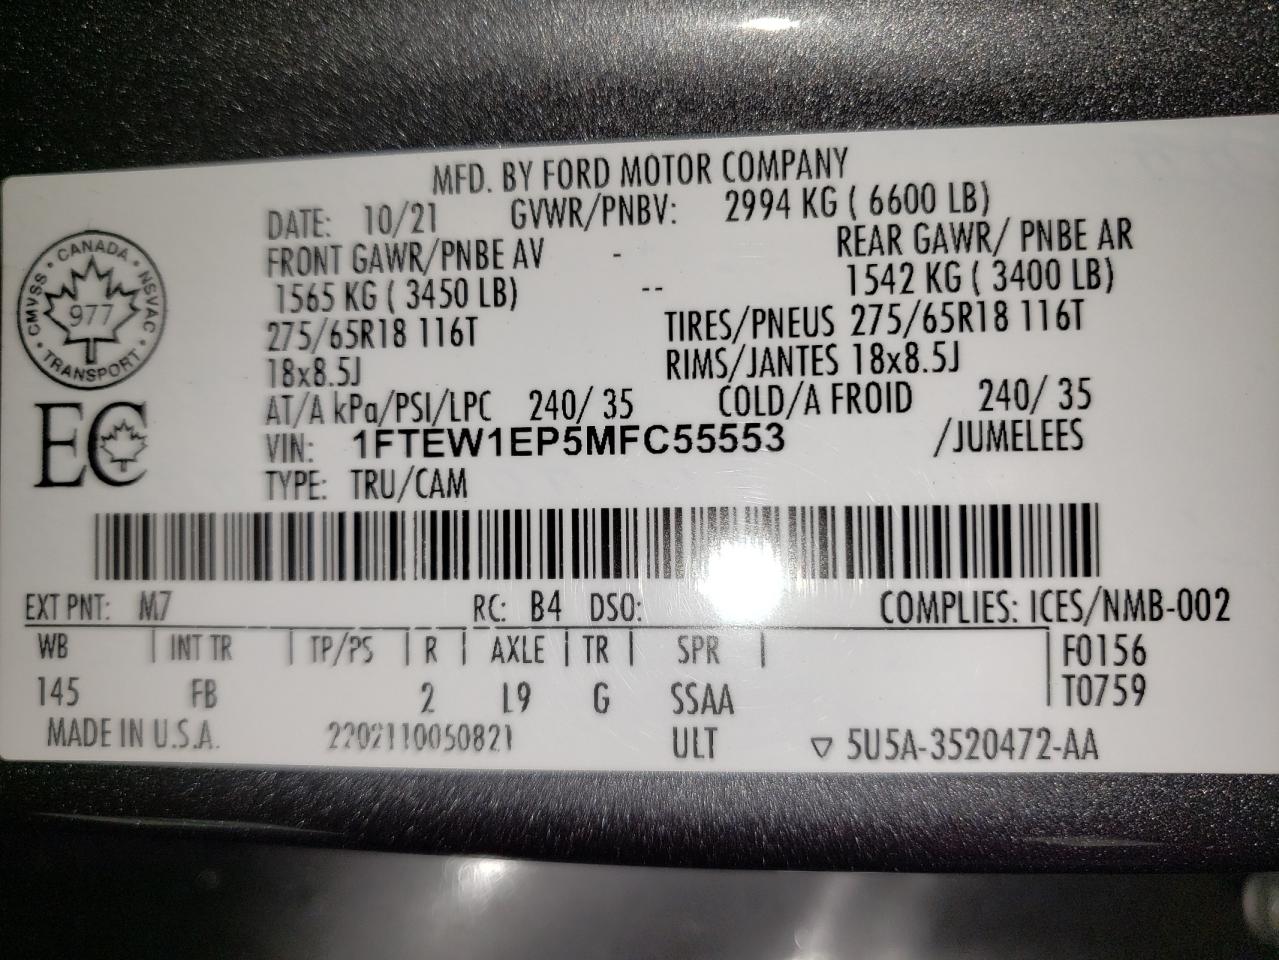 MFD. BY FORD MOTOR COMPANY
DATE: 10/21 GVWR/PNBV: 2994 KG ( 6600 LB)
FRONT GAWR/PNBE AV - REAR GAWR/ PNBE AR
1565 KG ( 3450 LB) -- 1542 KG ( 3400 LB)
275/65R18 116T TIRES/PNEUS 275/65R18 116T
18x8.5J RIMS/JANTES 18x8.5J
AT/A kPa/PSI/LPC 240/ 35 COLD/A FROID 240/ 35
VIN: 1FTEW1EP5MFC55553 /JUMELEES
TYPE: TRU/CAM
CANADA
CMVSS • NSVAC
977
TRANSPORT
EC
EXT PNT: M7 RC: B4 DSO: COMPLIES: ICES/NMB-002
WB | INT TR | TP/PS | R | AXLE | TR | SPR | F0156
145 FB 2 L9 G SSAA T0759
MADE IN U.S.A. 2202110050821 ULT ▽ 5U5A-3520472-AA